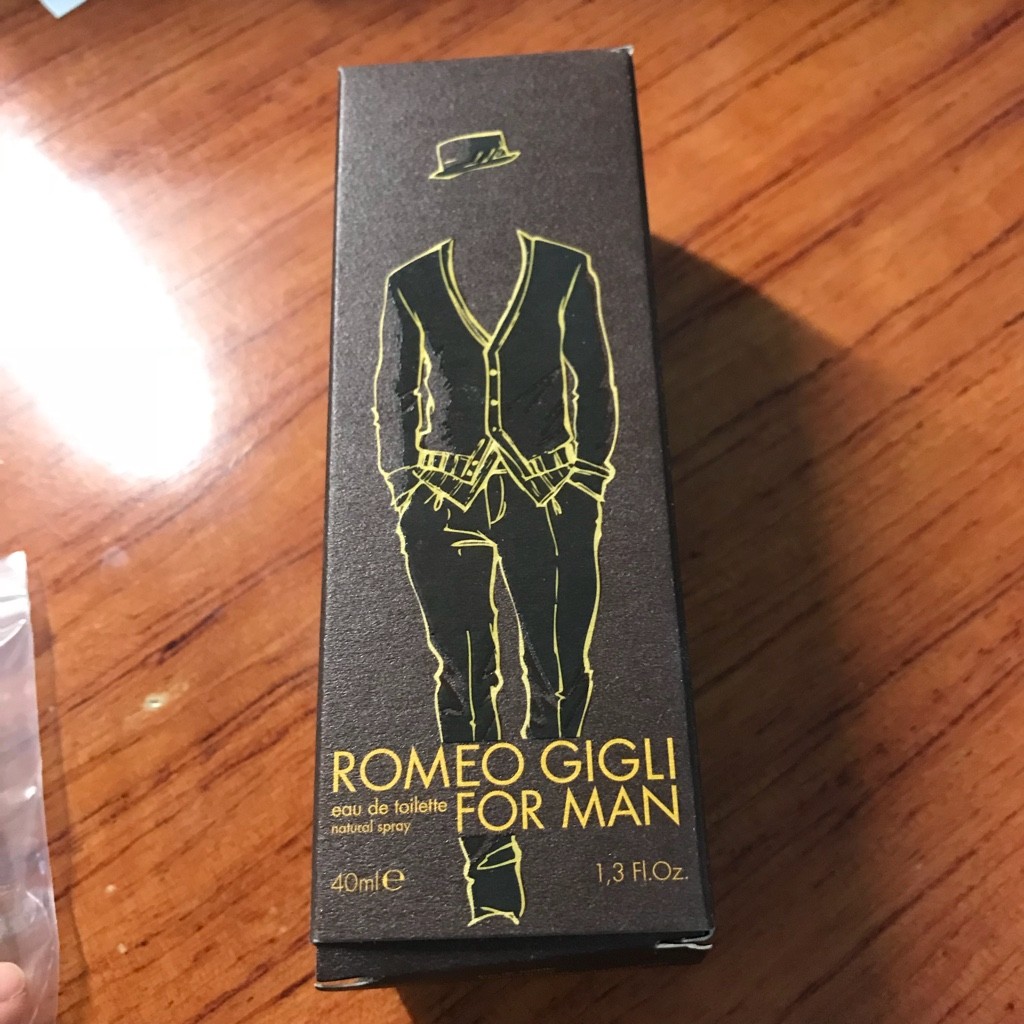 ROMEO GIGLI
eau de toilette FOR MAN
natural spray
40ml℮ 1,3 Fl.Oz.